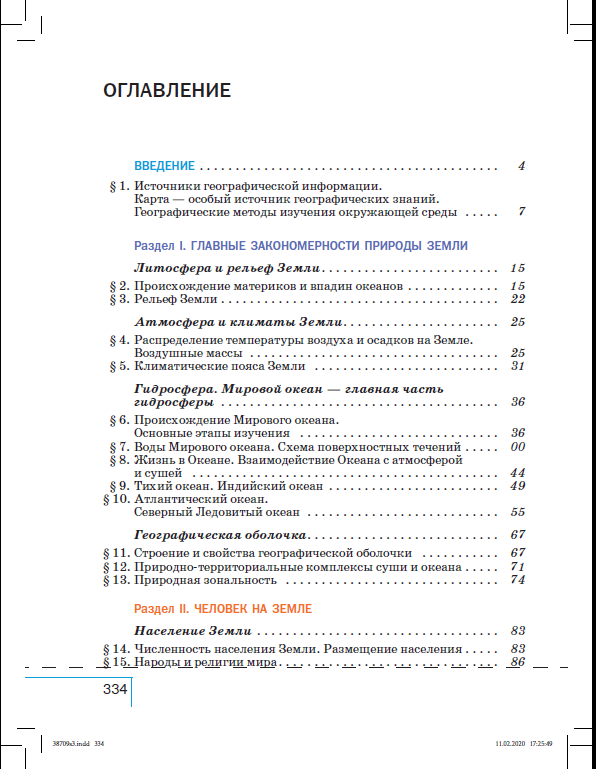 ОГЛАВЛЕНИЕ
ВВЕДЕНИЕ . . . . . . . . . . . . . . . . . . . . . . . . . . . . . . . . . . . . . . . . . . 4
§ 1. Источники географической информации.
Карта — особый источник географических знаний.
Географические методы изучения окружающей среды . . . . . 7
Раздел I. ГЛАВНЫЕ ЗАКОНОМЕРНОСТИ ПРИРОДЫ ЗЕМЛИ
Литосфера и рельеф Земли . . . . . . . . . . . . . . . . . . . . . . . . . 15
§ 2. Происхождение материков и впадин океанов . . . . . . . . . . . . . 15
§ 3. Рельеф Земли . . . . . . . . . . . . . . . . . . . . . . . . . . . . . . . . . . . . . . . 22
Атмосфера и климаты Земли . . . . . . . . . . . . . . . . . . . . . . 25
§ 4. Распределение температуры воздуха и осадков на Земле.
Воздушные массы . . . . . . . . . . . . . . . . . . . . . . . . . . . . . . . . . . . 25
§ 5. Климатические пояса Земли . . . . . . . . . . . . . . . . . . . . . . . . . . 31
Гидросфера. Мировой океан — главная часть
гидросферы . . . . . . . . . . . . . . . . . . . . . . . . . . . . . . . . . . . . . . . 36
§ 6. Происхождение Мирового океана.
Основные этапы изучения . . . . . . . . . . . . . . . . . . . . . . . . . . . . 36
§ 7. Воды Мирового океана. Схема поверхностных течений . . . . . 00
§ 8. Жизнь в Океане. Взаимодействие Океана с атмосферой
и сушей . . . . . . . . . . . . . . . . . . . . . . . . . . . . . . . . . . . . . . . . . . . 44
§ 9. Тихий океан. Индийский океан . . . . . . . . . . . . . . . . . . . . . . . . 49
§ 10. Атлантический океан.
Северный Ледовитый океан . . . . . . . . . . . . . . . . . . . . . . . . . . . 55
Географическая оболочка . . . . . . . . . . . . . . . . . . . . . . . . . . . 67
§ 11. Строение и свойства географической оболочки . . . . . . . . . . . 67
§ 12. Природно-территориальные комплексы суши и океана . . . . . 71
§ 13. Природная зональность . . . . . . . . . . . . . . . . . . . . . . . . . . . . . . 74
Раздел II. ЧЕЛОВЕК НА ЗЕМЛЕ
Население Земли . . . . . . . . . . . . . . . . . . . . . . . . . . . . . . . . . . 83
§ 14. Численность населения Земли. Размещение населения . . . . . 83
§ 15. Народы и религии мира . . . . . . . . . . . . . . . . . . . . . . . . . . . . . . . 86
334
38709s3.indd 334
11.02.2020 17:25:49